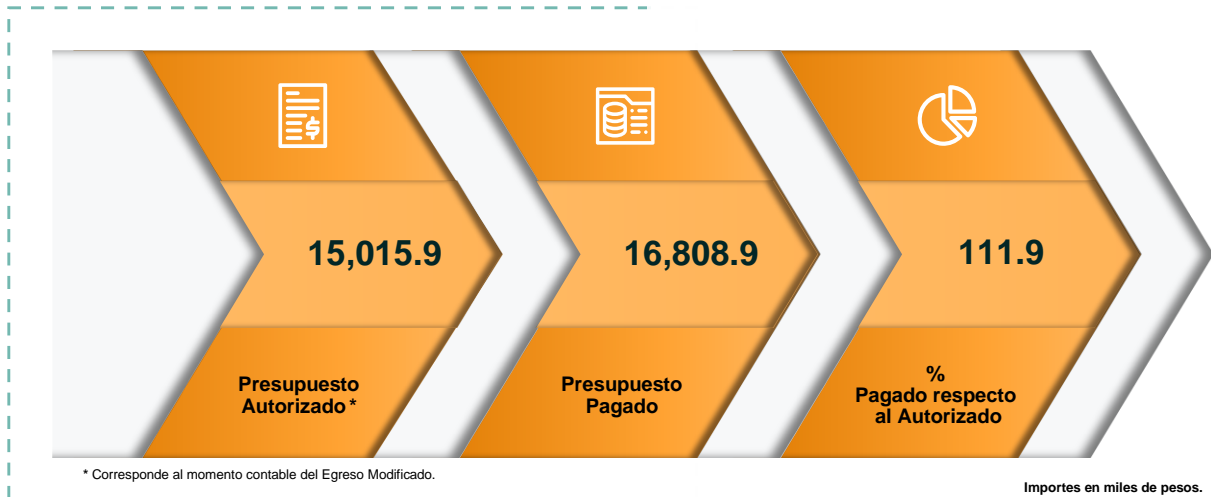 15,015.9
16,808.9
111.9
Presupuesto
Autorizado *
Presupuesto
Pagado
%
Pagado respecto
al Autorizado
* Corresponde al momento contable del Egreso Modificado.
Importes en miles de pesos.